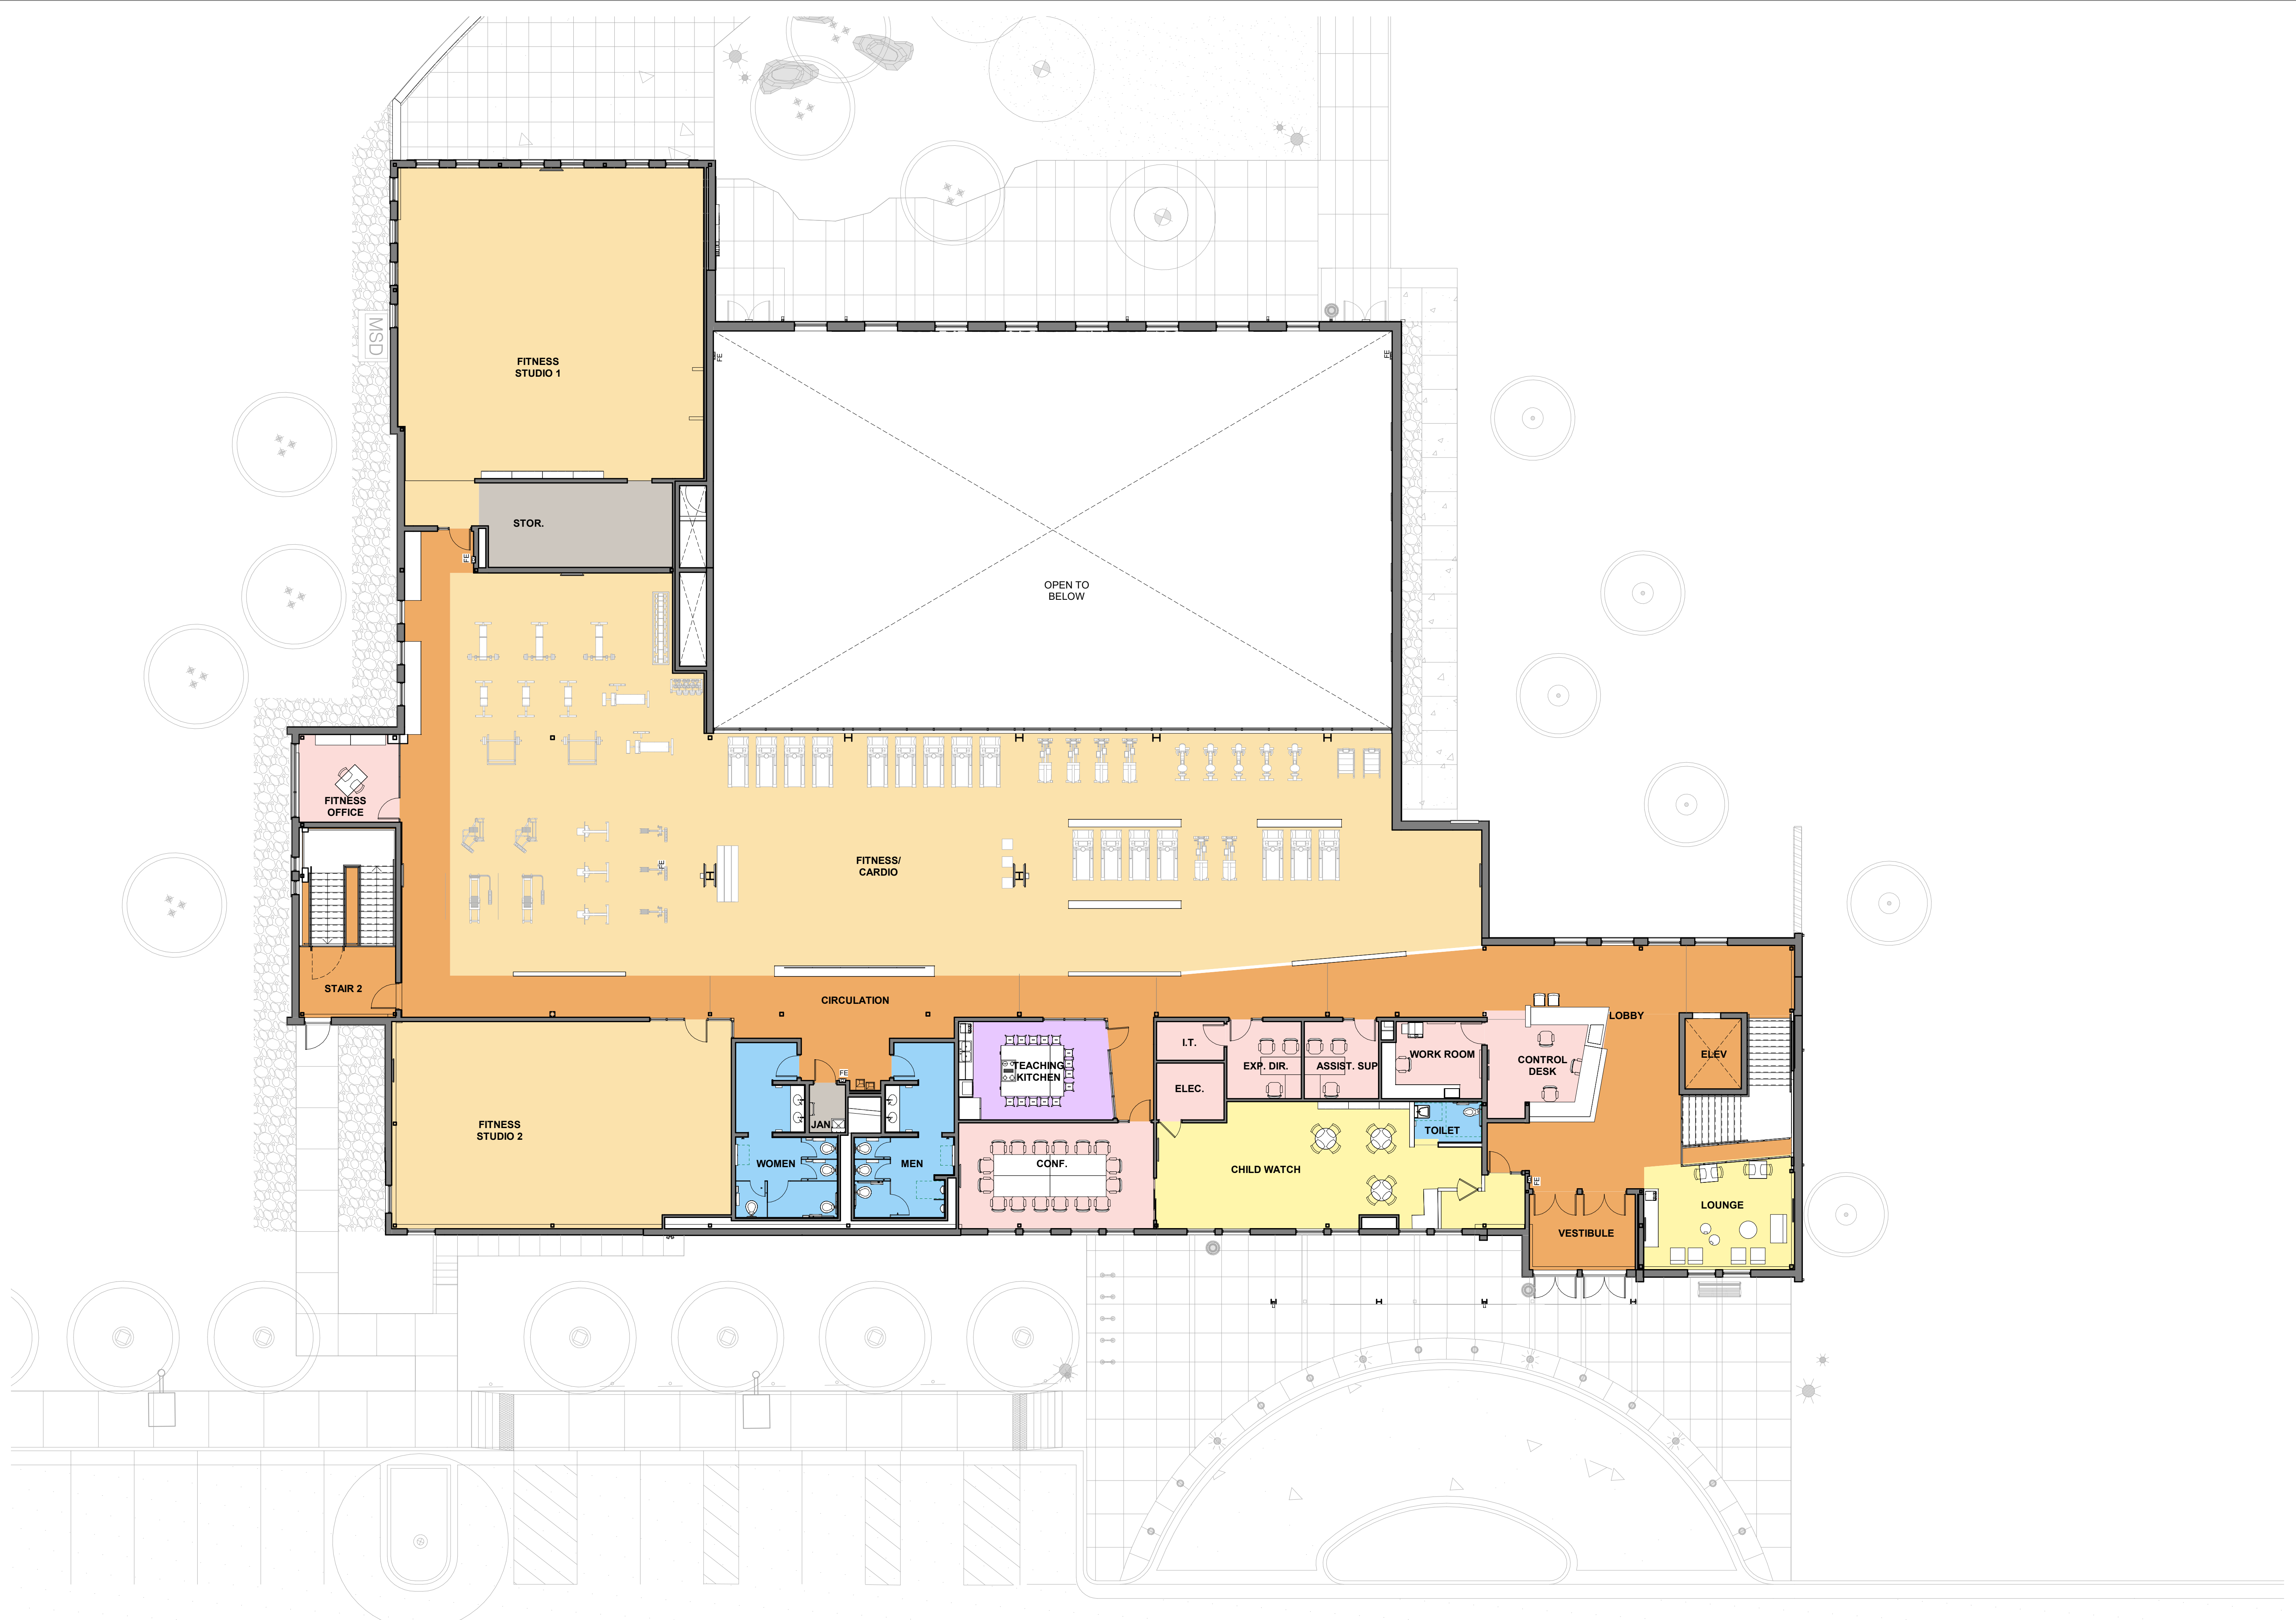 MSD
FITNESS
STUDIO 1
FE
FE
STOR.
FE
OPEN TO
BELOW
FITNESS
OFFICE
FE
FITNESS/
CARDIO
STAIR 2
CIRCULATION
LOBBY
I.T.
EXP. DIR.
ASSIST. SUP
WORK ROOM
CONTROL
DESK
ELEV
TEACHING
KITCHEN
FE
ELEC.
JAN.
FITNESS
STUDIO 2
WOMEN
MEN
CONF.
CHILD WATCH
TOILET
FE
LOUNGE
VESTIBULE